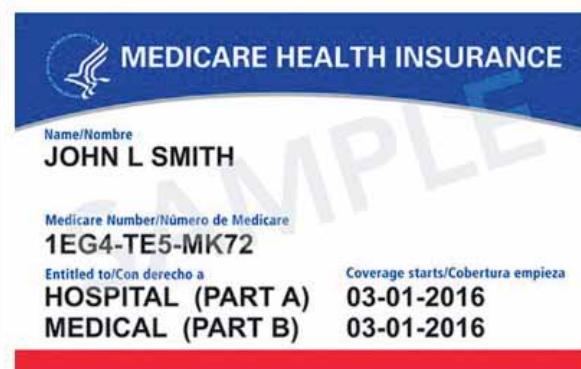 MEDICARE HEALTH INSURANCE
SAMPLE
Name/Nombre
JOHN L SMITH
Medicare Number/Número de Medicare
1EG4-TE5-MK72
Entitled to/Con derecho a Coverage starts/Cobertura empieza
HOSPITAL (PART A) 03-01-2016
MEDICAL (PART B) 03-01-2016